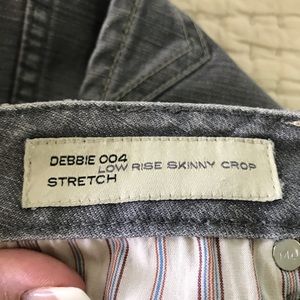 DEBBIE 004
LOW RISE SKINNY CROP
STRETCH